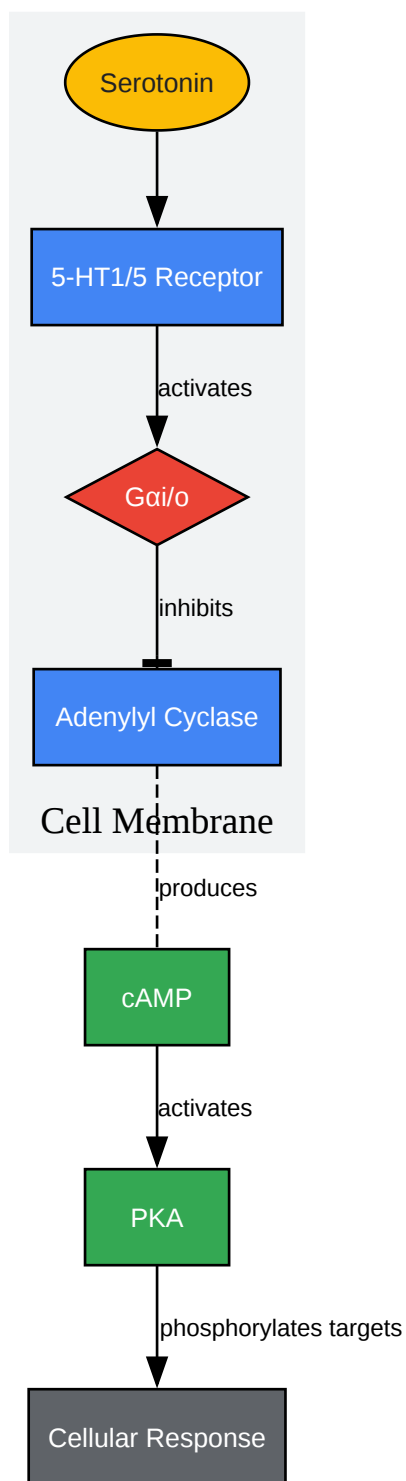 Serotonin
5-HT1/5 Receptor
activates
Gαi/o
inhibits
Adenylyl Cyclase
Cell Membrane
produces
cAMP
activates
PKA
phosphorylates targets
Cellular Response